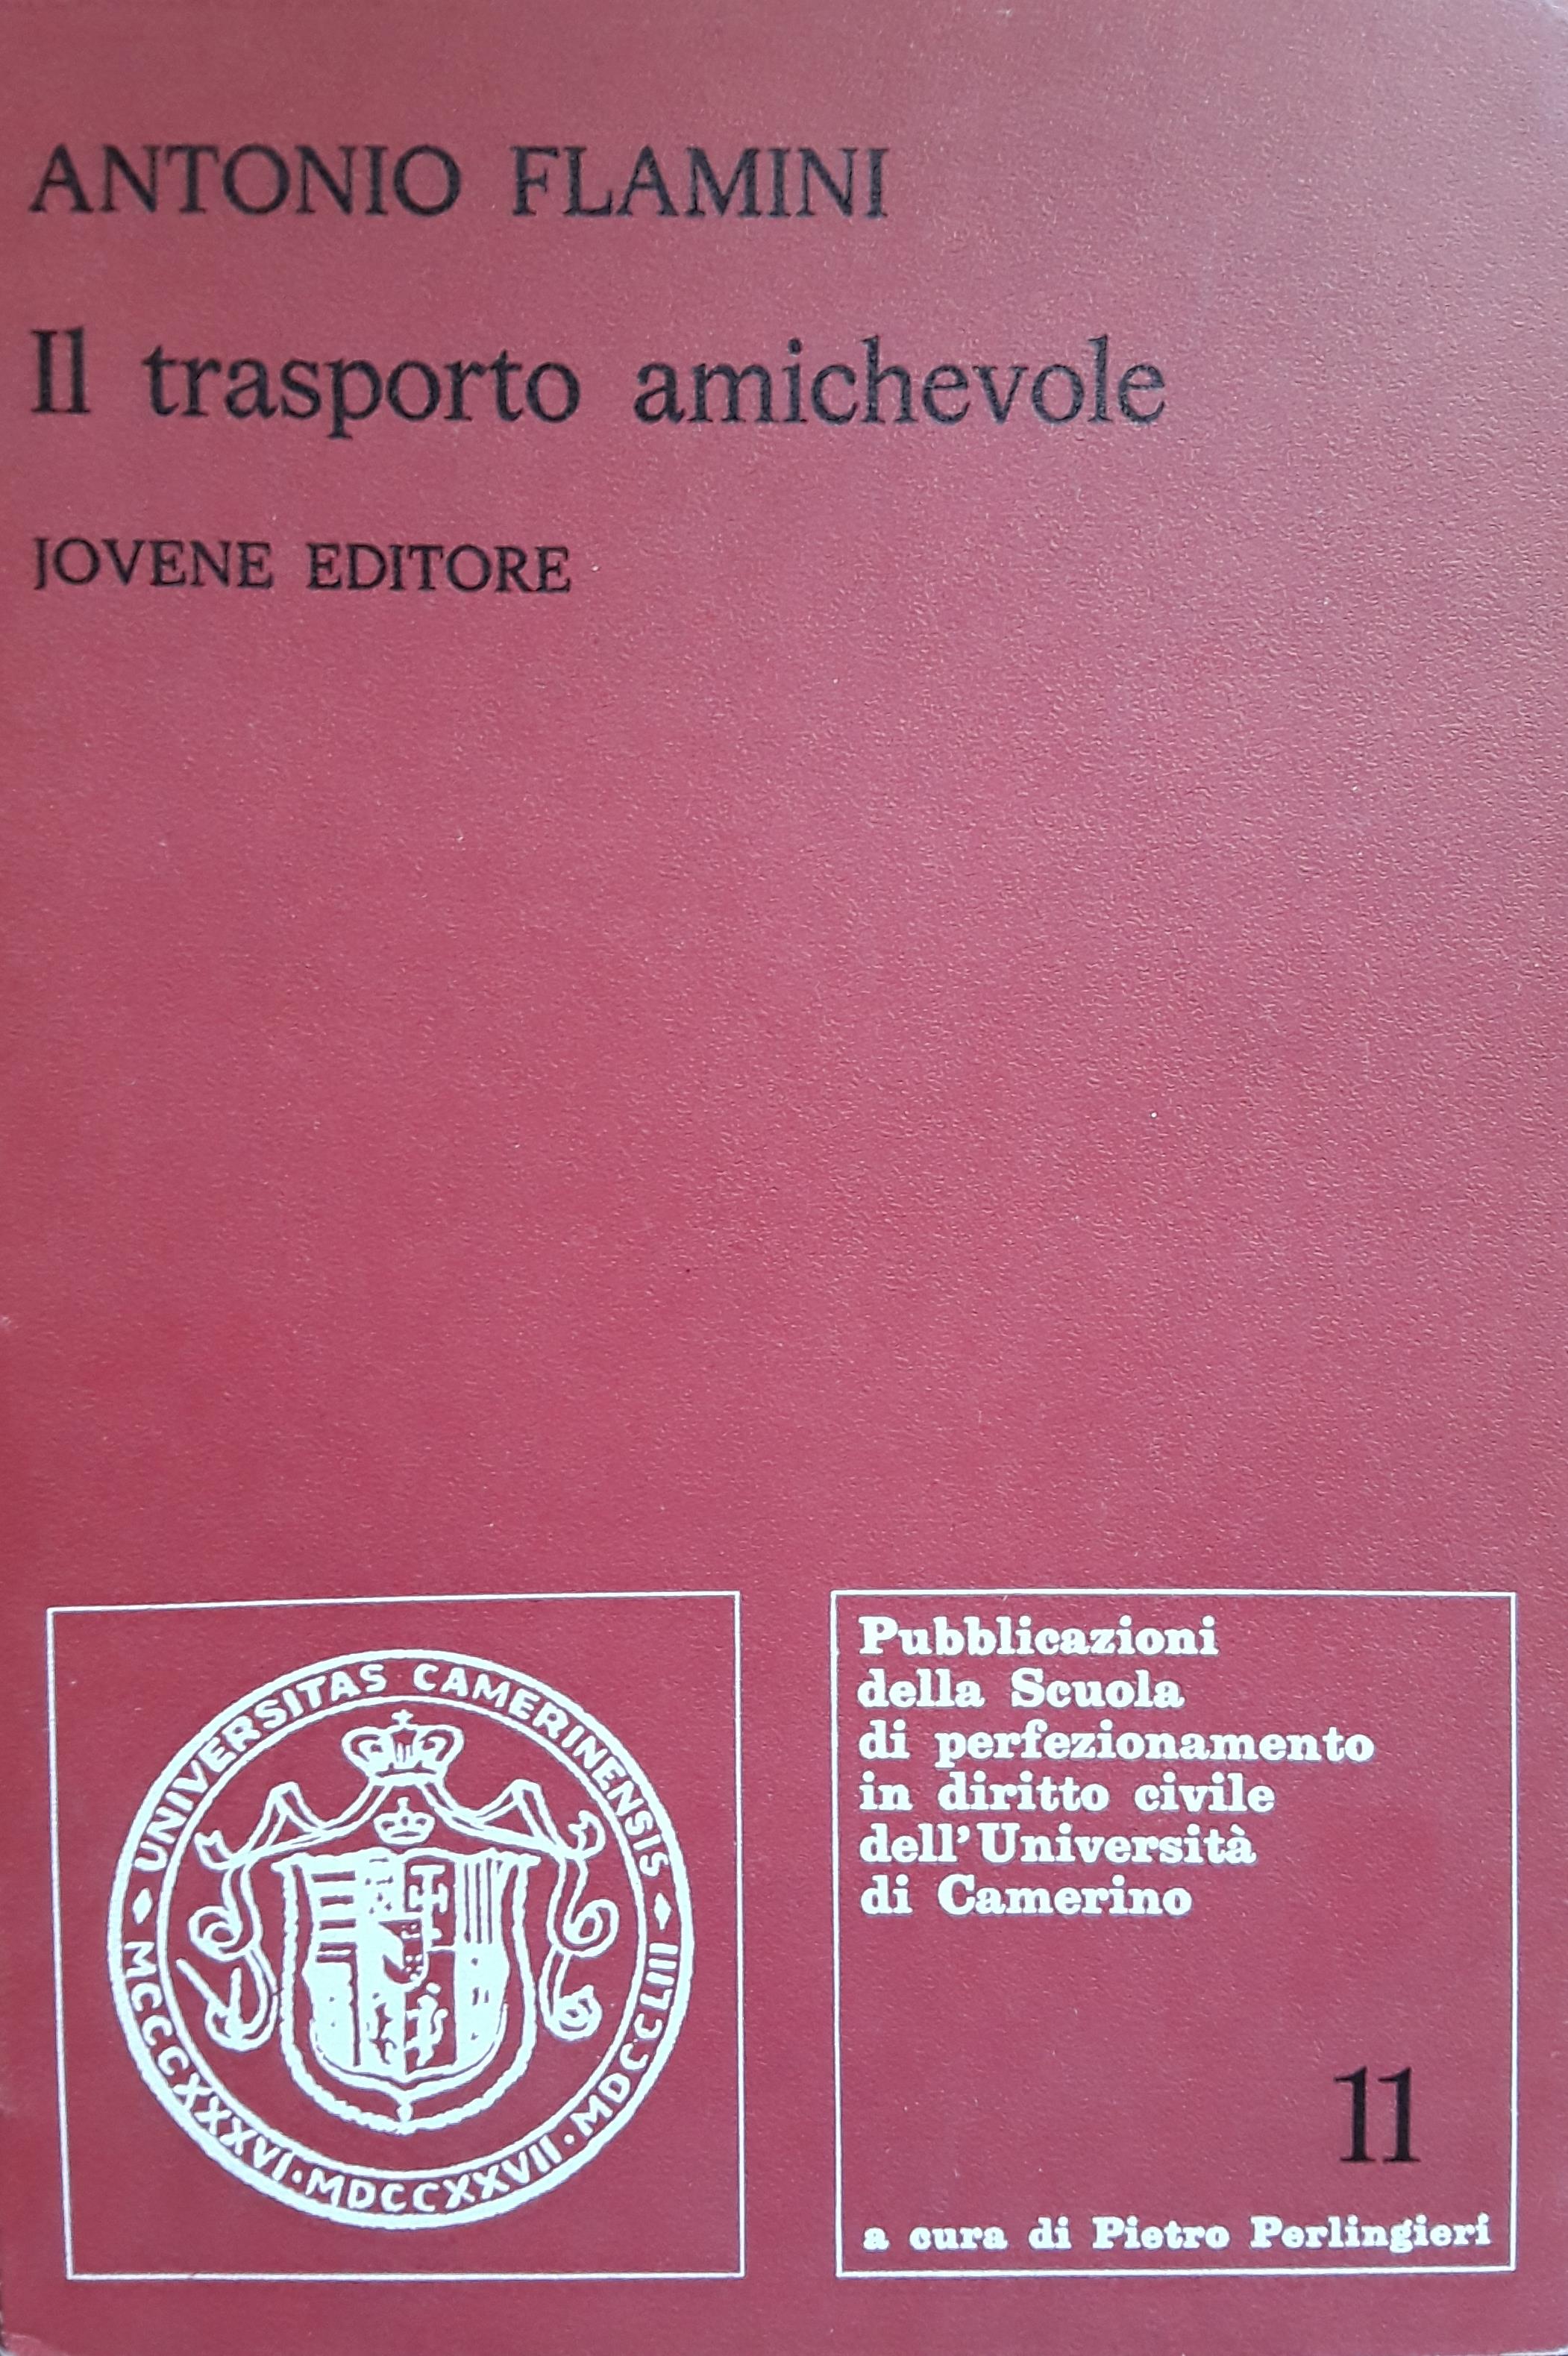 ANTONIO FLAMINI
Il trasporto amichevole
JOVENE EDITORE
UNIVERSITAS CAMERINENSIS
MCCCXXXVI · MDCCXXVII · MDCCLIII
Pubblicazioni
della Scuola
di perfezionamento
in diritto civile
dell'Università
di Camerino
11
a cura di Pietro Perlingieri